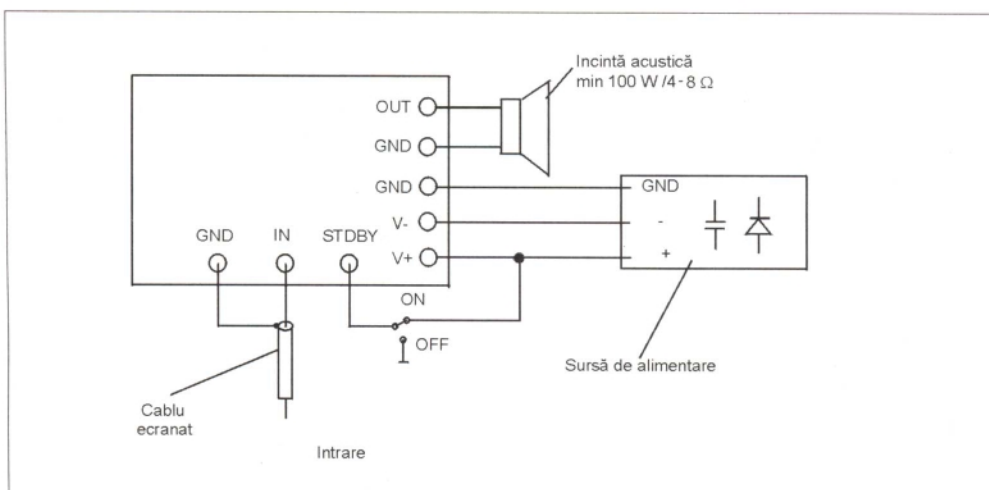 Incintă acustică
min 100 W /4-8 Ω
OUT
GND
GND
GND
V-
-
GND
IN
STDBY
V+
+
ON
OFF
Sursă de alimentare
Cablu
ecranat
Intrare